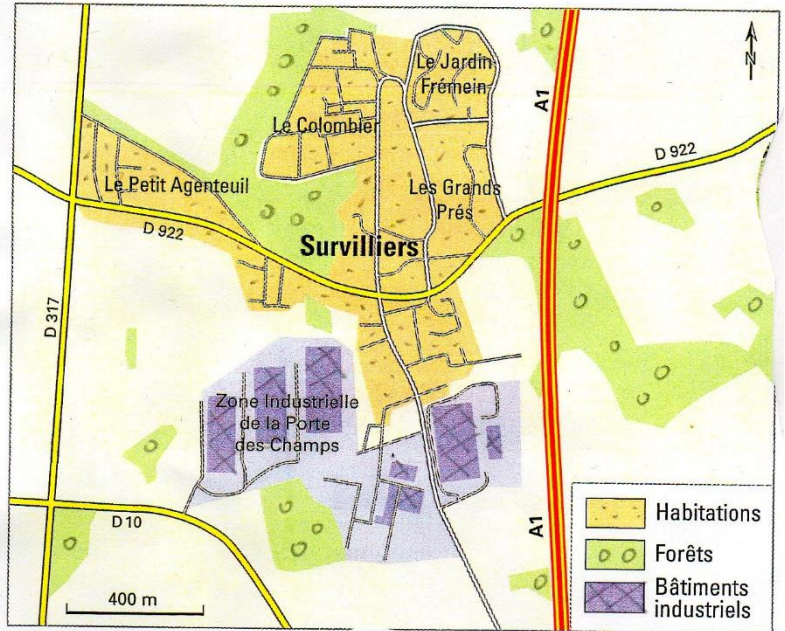 N
Le Jardin
Frémein
A1
Le Colombier
D 922
Le Petit Agenteuil
Les Grands
Prés
D 922
Survilliers
D 317
Zone Industrielle
de la Porte
des Champs
D 10
A1
400 m
Habitations
Forêts
Bâtiments
industriels